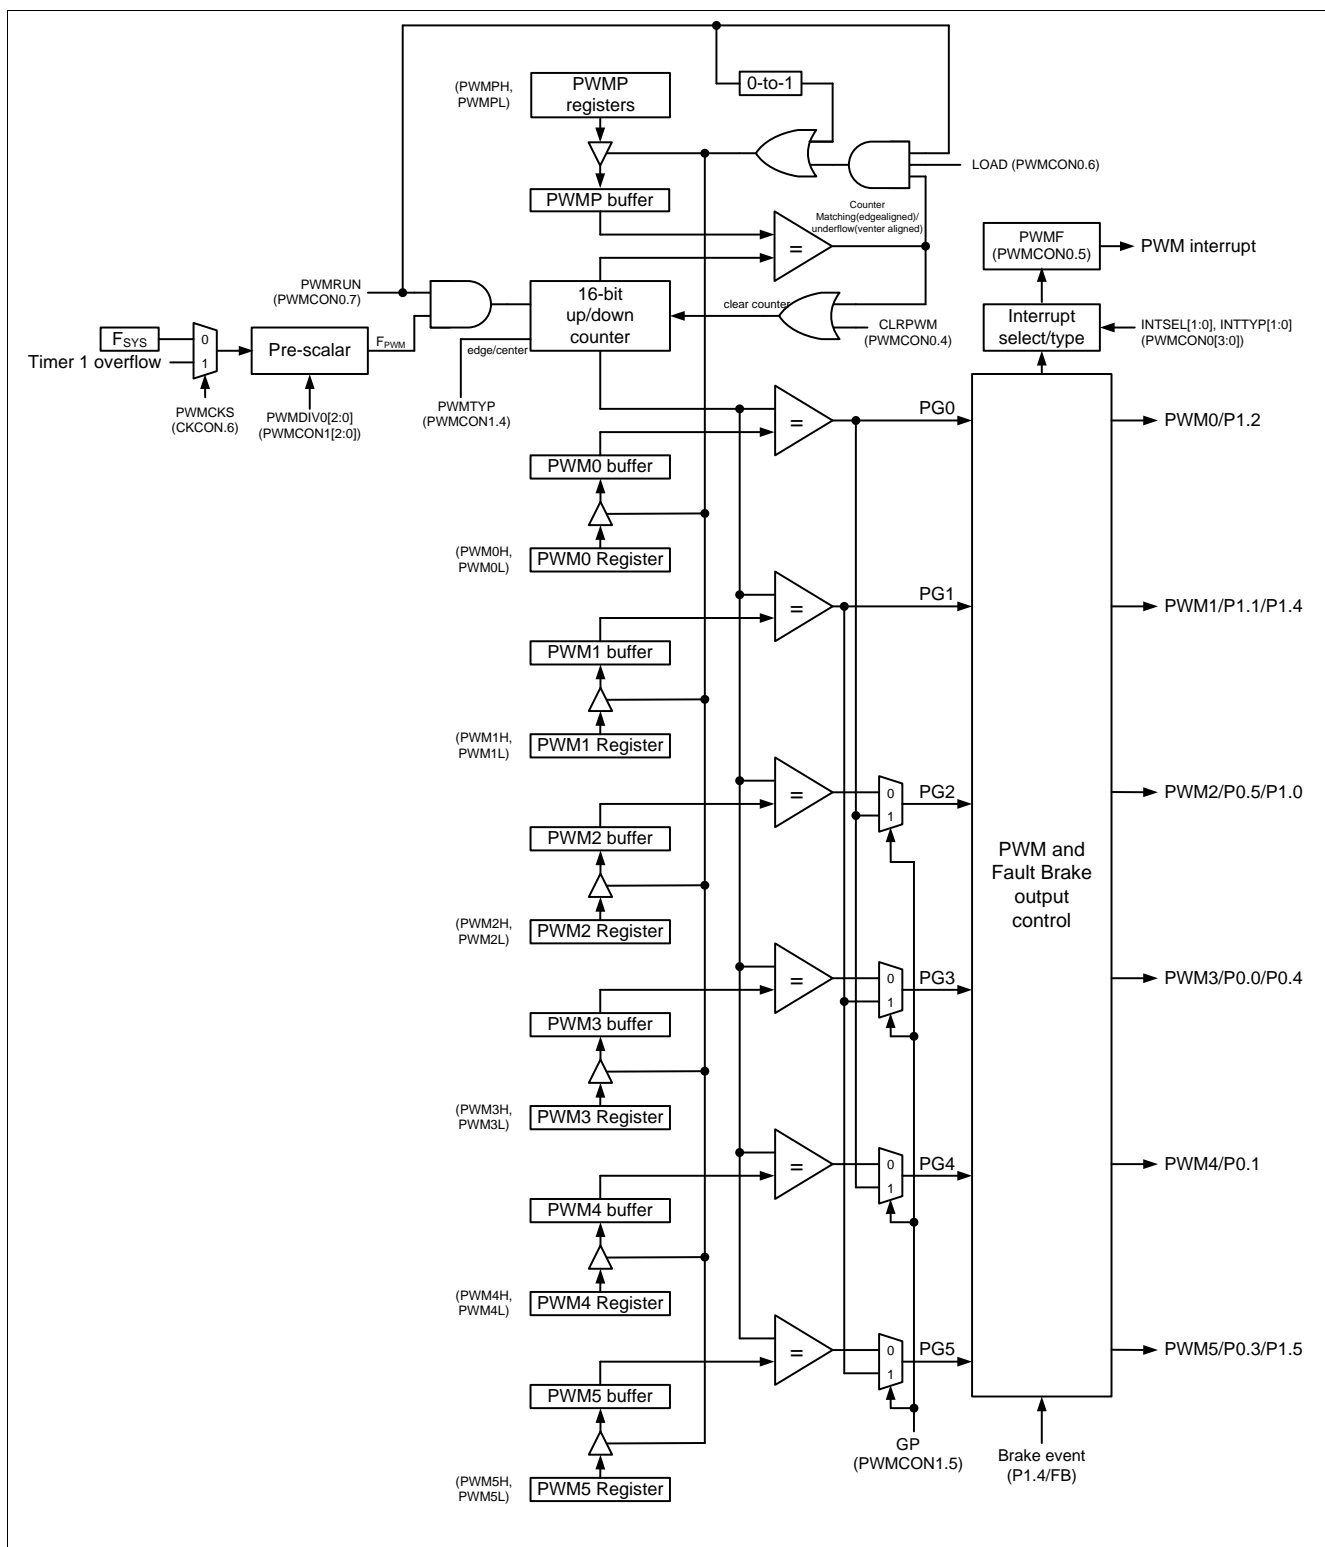 0-to-1
(PWMPH,
PWMPL)
PWMP
registers
LOAD (PWMCON0.6)
PWMP buffer
Counter
Matching(edgealigned)/
underflow(venter aligned)
=
PWMF
(PWMCON0.5)
PWM interrupt
PWMRUN
(PWMCON0.7)
16-bit
up/down
counter
clear counter
CLRPWM
(PWMCON0.4)
Interrupt
select/type
INTSEL[1:0], INTTYP[1:0]
(PWMCON0[3:0])
FSYS
Timer 1 overflow
0
1
Pre-scalar
FPWM
edge/center
PWMCKS
(CKCON.6)
PWMDIV0[2:0]
(PWMCON1[2:0])
PWMTYP
(PWMCON1.4)
=
PG0
PWM0/P1.2
PWM0 buffer
(PWM0H,
PWM0L)
PWM0 Register
=
PG1
PWM1/P1.1/P1.4
PWM1 buffer
(PWM1H,
PWM1L)
PWM1 Register
=
0
1
PG2
PWM2/P0.5/P1.0
PWM2 buffer
PWM and
Fault Brake
output
control
(PWM2H,
PWM2L)
PWM2 Register
=
0
1
PG3
PWM3/P0.0/P0.4
PWM3 buffer
(PWM3H,
PWM3L)
PWM3 Register
=
0
1
PG4
PWM4/P0.1
PWM4 buffer
(PWM4H,
PWM4L)
PWM4 Register
=
0
1
PG5
PWM5/P0.3/P1.5
PWM5 buffer
GP
(PWMCON1.5)
Brake event
(P1.4/FB)
(PWM5H,
PWM5L)
PWM5 Register